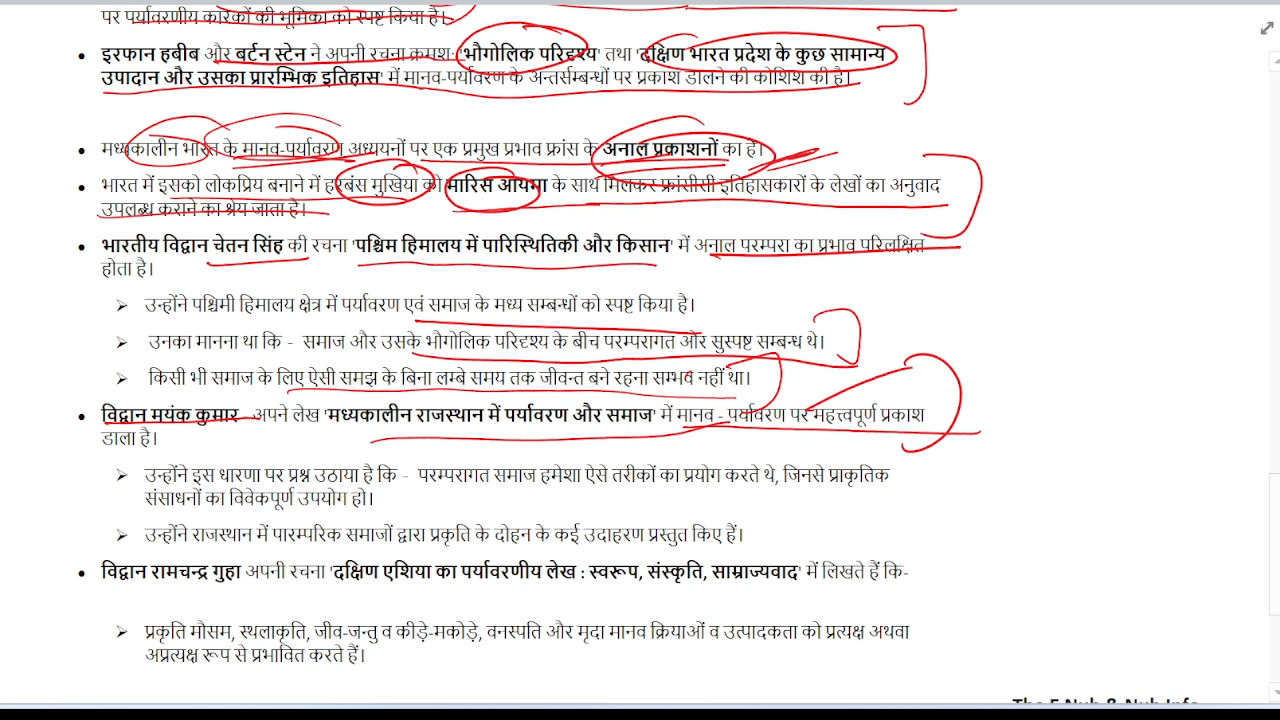 पर पर्यावरणीय कारकों की भूमिका को स्पष्ट किया है।
• इरफान हबीब और बर्टन स्टेन ने अपनी रचना क्रमशः 'भौगोलिक परिदृश्य' तथा 'दक्षिण भारत प्रदेश के कुछ सामान्य
उपादान और उसका प्रारम्भिक इतिहास' में मानव-पर्यावरण के अन्तर्सम्बन्धों पर प्रकाश डालने की कोशिश की है।
• मध्यकालीन भारत के मानव-पर्यावरण अध्ययनों पर एक प्रमुख प्रभाव फ्रांस के अनाल प्रकाशनों का है।
• भारत में इसको लोकप्रिय बनाने में हरबंस मुखिया को मारिस आयमा के साथ मिलकर फ्रांसीसी इतिहासकारों के लेखों का अनुवाद
उपलब्ध कराने का श्रेय जाता है।
• भारतीय विद्वान चेतन सिंह की रचना 'पश्चिम हिमालय में पारिस्थितिकी और किसान' में अनाल परम्परा का प्रभाव परिलक्षित
होता है।
➢ उन्होंने पश्चिमी हिमालय क्षेत्र में पर्यावरण एवं समाज के मध्य सम्बन्धों को स्पष्ट किया है।
➢ उनका मानना था कि - समाज और उसके भौगोलिक परिदृश्य के बीच परम्परागत और सुस्पष्ट सम्बन्ध थे।
➢ किसी भी समाज के लिए ऐसी समझ के बिना लम्बे समय तक जीवन्त बने रहना सम्भव नहीं था।
• विद्वान मयंक कुमार - अपने लेख 'मध्यकालीन राजस्थान में पर्यावरण और समाज' में मानव - पर्यावरण पर महत्त्वपूर्ण प्रकाश
डाला है।
➢ उन्होंने इस धारणा पर प्रश्न उठाया है कि - परम्परागत समाज हमेशा ऐसे तरीकों का प्रयोग करते थे, जिनसे प्राकृतिक
संसाधनों का विवेकपूर्ण उपयोग हो।
➢ उन्होंने राजस्थान में पारम्परिक समाजों द्वारा प्रकृति के दोहन के कई उदाहरण प्रस्तुत किए हैं।
• विद्वान रामचन्द्र गुहा अपनी रचना 'दक्षिण एशिया का पर्यावरणीय लेख : स्वरूप, संस्कृति, साम्राज्यवाद' में लिखते हैं कि-
➢ प्रकृति मौसम, स्थलाकृति, जीव-जन्तु व कीड़े-मकोड़े, वनस्पति और मृदा मानव क्रियाओं व उत्पादकता को प्रत्यक्ष अथवा
अप्रत्यक्ष रूप से प्रभावित करते हैं।